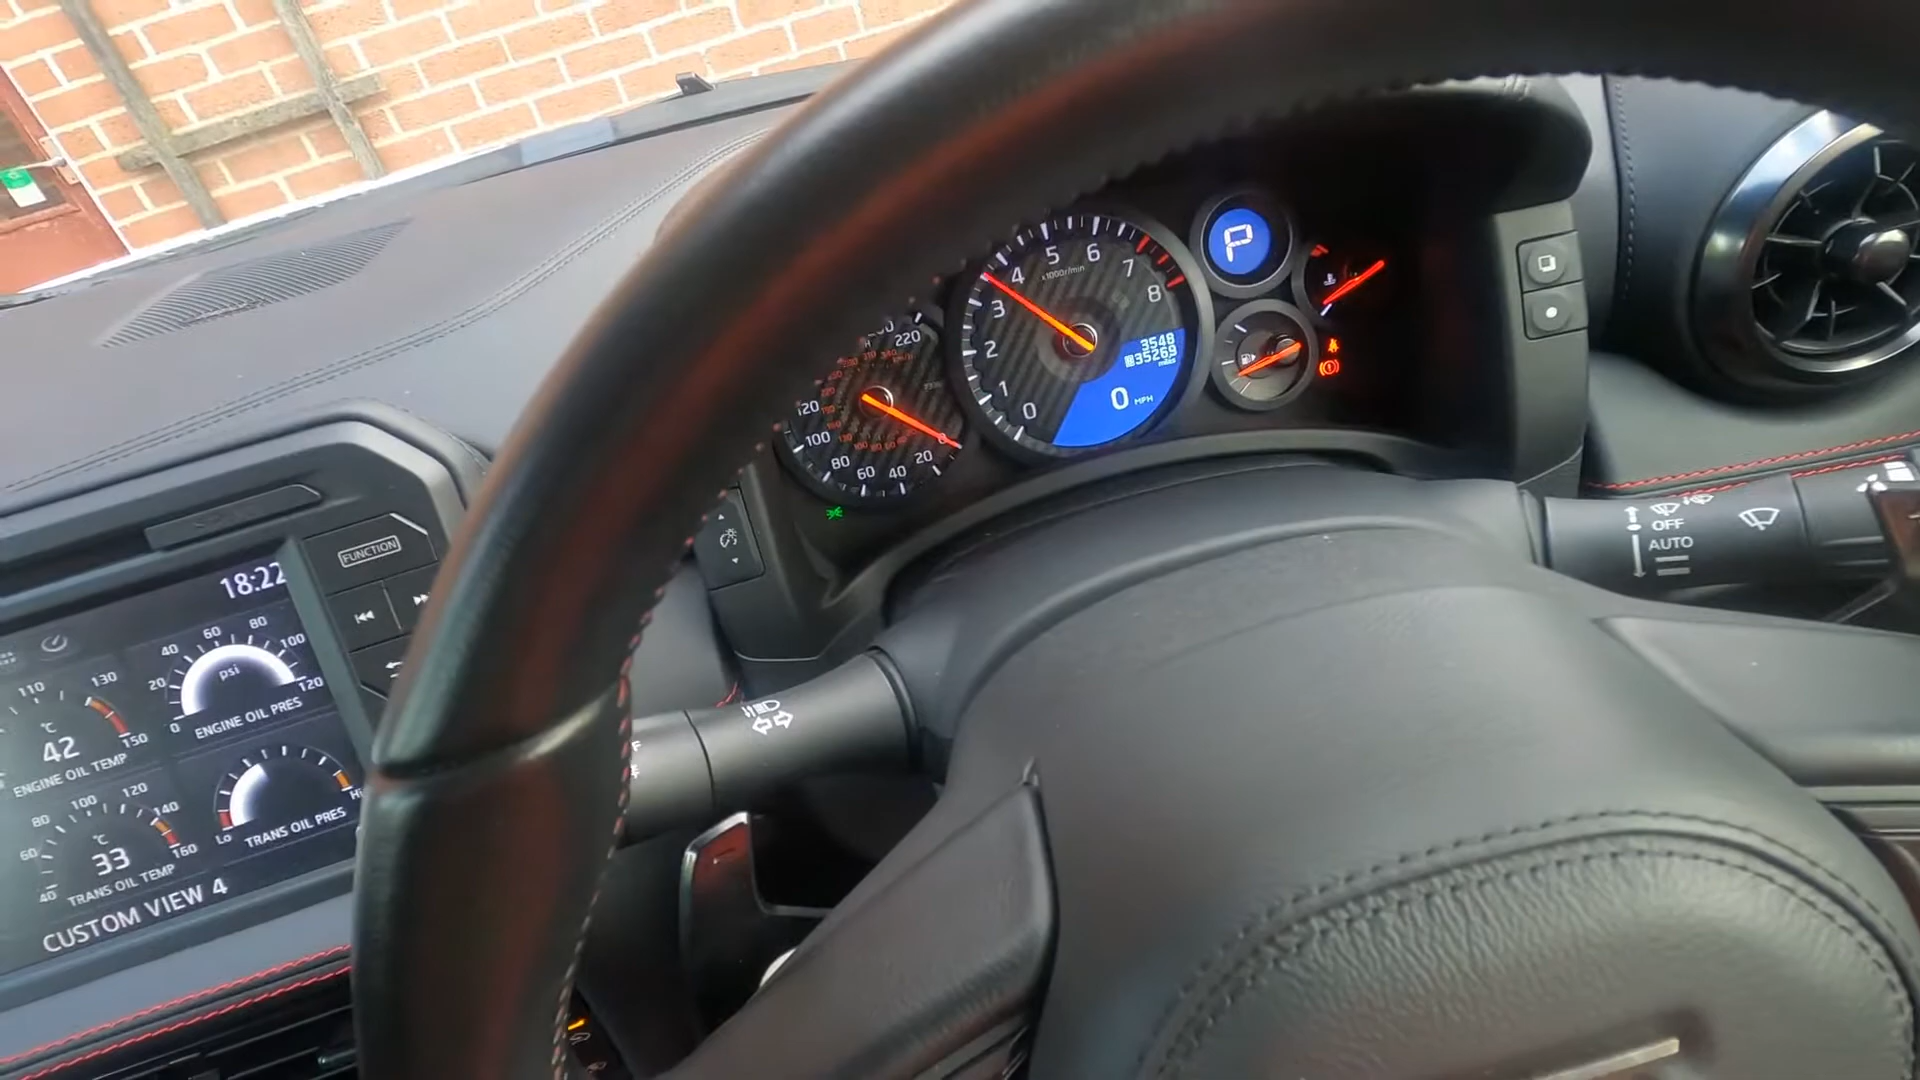 18:22
FUNCTION
110
130
°C
42
150
ENGINE OIL TEMP
20
40
60
80
100
120
0
psi
ENGINE OIL PRES
40
60
80
100
120
140
160
°C
33
TRANS OIL TEMP
Lo
Hi
TRANS OIL PRES
CUSTOM VIEW 4
220
120
100
80
60
40
20
0
0
1
2
3
4
5
6
7
8
x1000r/min
3548
35269
miles
0 MPH
P
OFF
AUTO